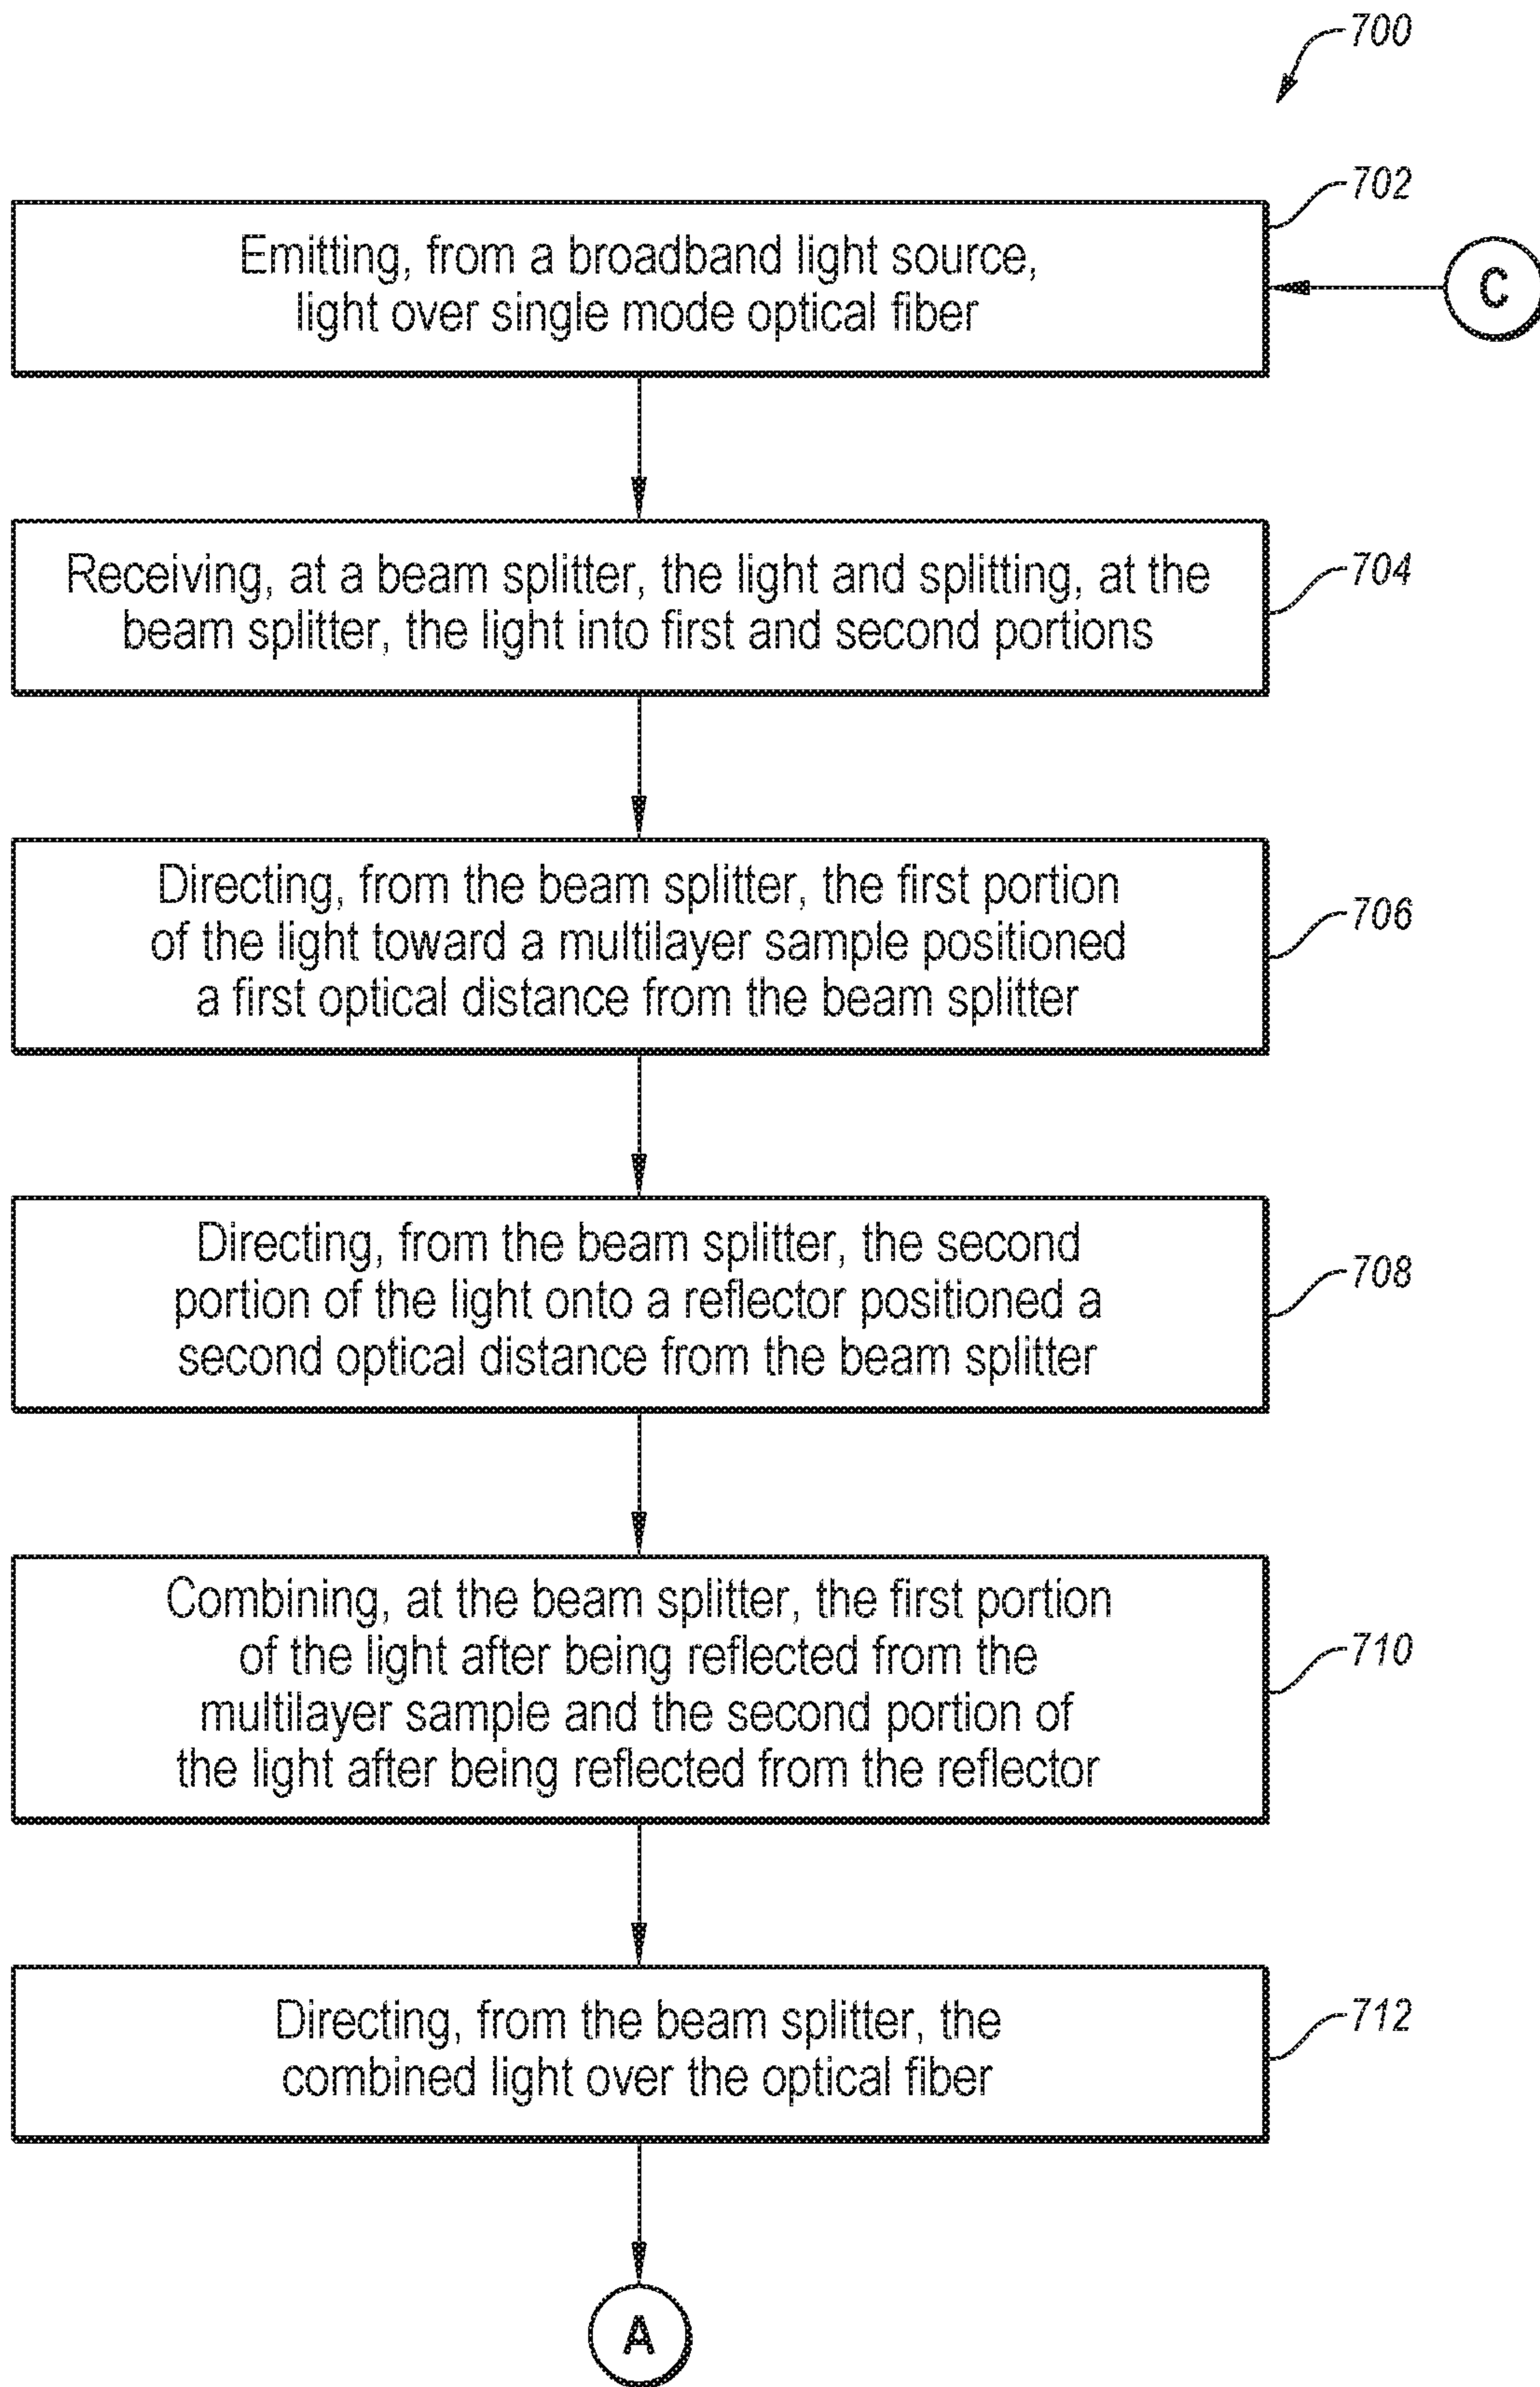 700
702
Emitting, from a broadband light source,
light over single mode optical fiber
C
Receiving, at a beam splitter, the light and splitting, at the
beam splitter, the light into first and second portions
704
Directing, from the beam splitter, the first portion
of the light toward a multilayer sample positioned
a first optical distance from the beam splitter
706
Directing, from the beam splitter, the second
portion of the light onto a reflector positioned a
second optical distance from the beam splitter
708
Combining, at the beam splitter, the first portion
of the light after being reflected from the
multilayer sample and the second portion of
the light after being reflected from the reflector
710
Directing, from the beam splitter, the
combined light over the optical fiber
712
A